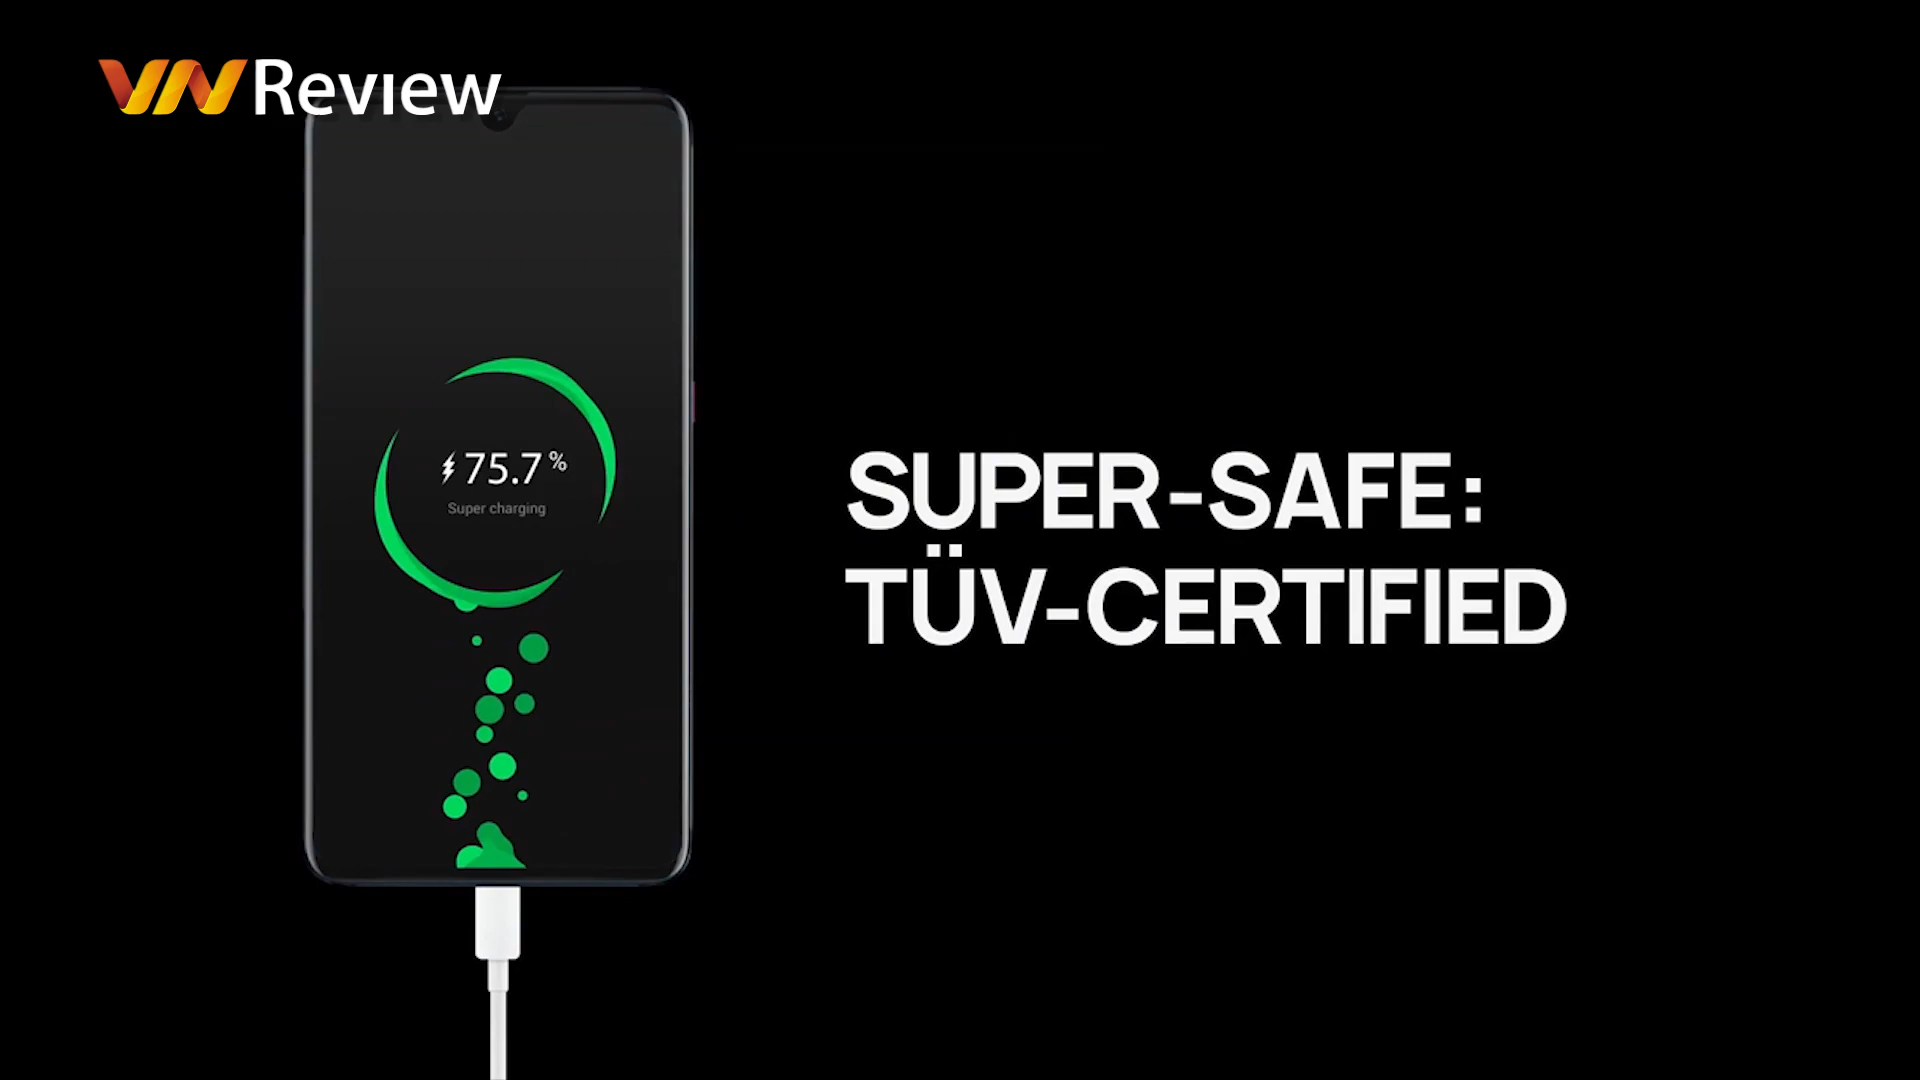 VN Review
75.7%
Super charging
SUPER-SAFE:
TÜV-CERTIFIED